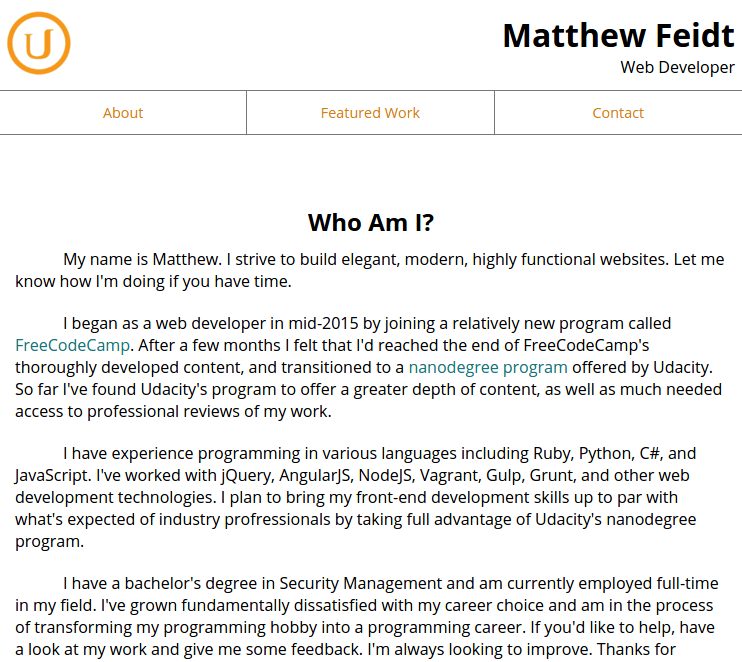 U
Matthew Feidt
Web Developer
About
Featured Work
Contact
Who Am I?
My name is Matthew. I strive to build elegant, modern, highly functional websites. Let me
know how I'm doing if you have time.
I began as a web developer in mid-2015 by joining a relatively new program called
FreeCodeCamp. After a few months I felt that I'd reached the end of FreeCodeCamp's
thoroughly developed content, and transitioned to a nanodegree program offered by Udacity.
So far I've found Udacity's program to offer a greater depth of content, as well as much needed
access to professional reviews of my work.
I have experience programming in various languages including Ruby, Python, C#, and
JavaScript. I've worked with jQuery, AngularJS, NodeJS, Vagrant, Gulp, Grunt, and other web
development technologies. I plan to bring my front-end development skills up to par with
what's expected of industry profressionals by taking full advantage of Udacity's nanodegree
program.
I have a bachelor's degree in Security Management and am currently employed full-time
in my field. I've grown fundamentally dissatisfied with my career choice and am in the process
of transforming my programming hobby into a programming career. If you'd like to help, have
a look at my work and give me some feedback. I'm always looking to improve. Thanks for